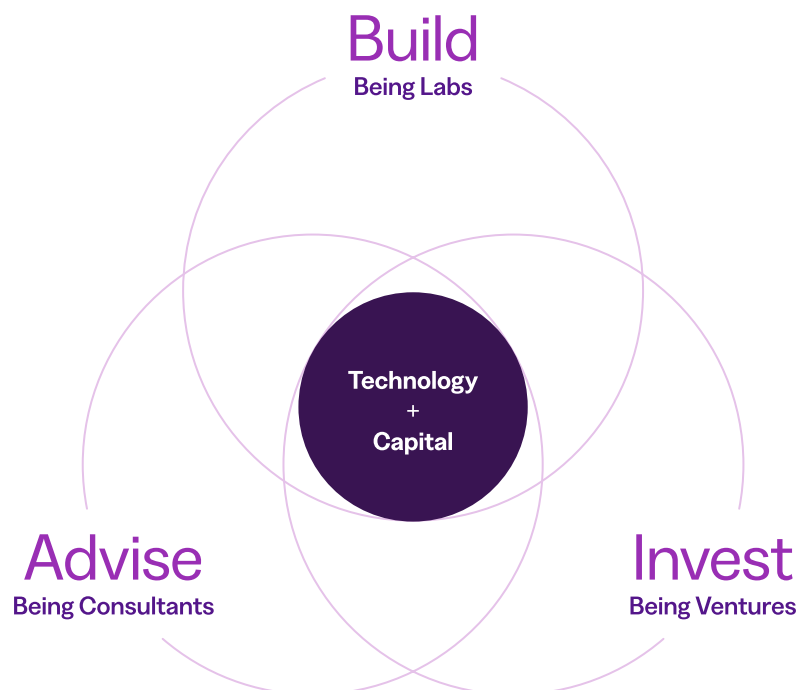 Build
Being Labs
Technology
+
Capital
Advise
Being Consultants
Invest
Being Ventures